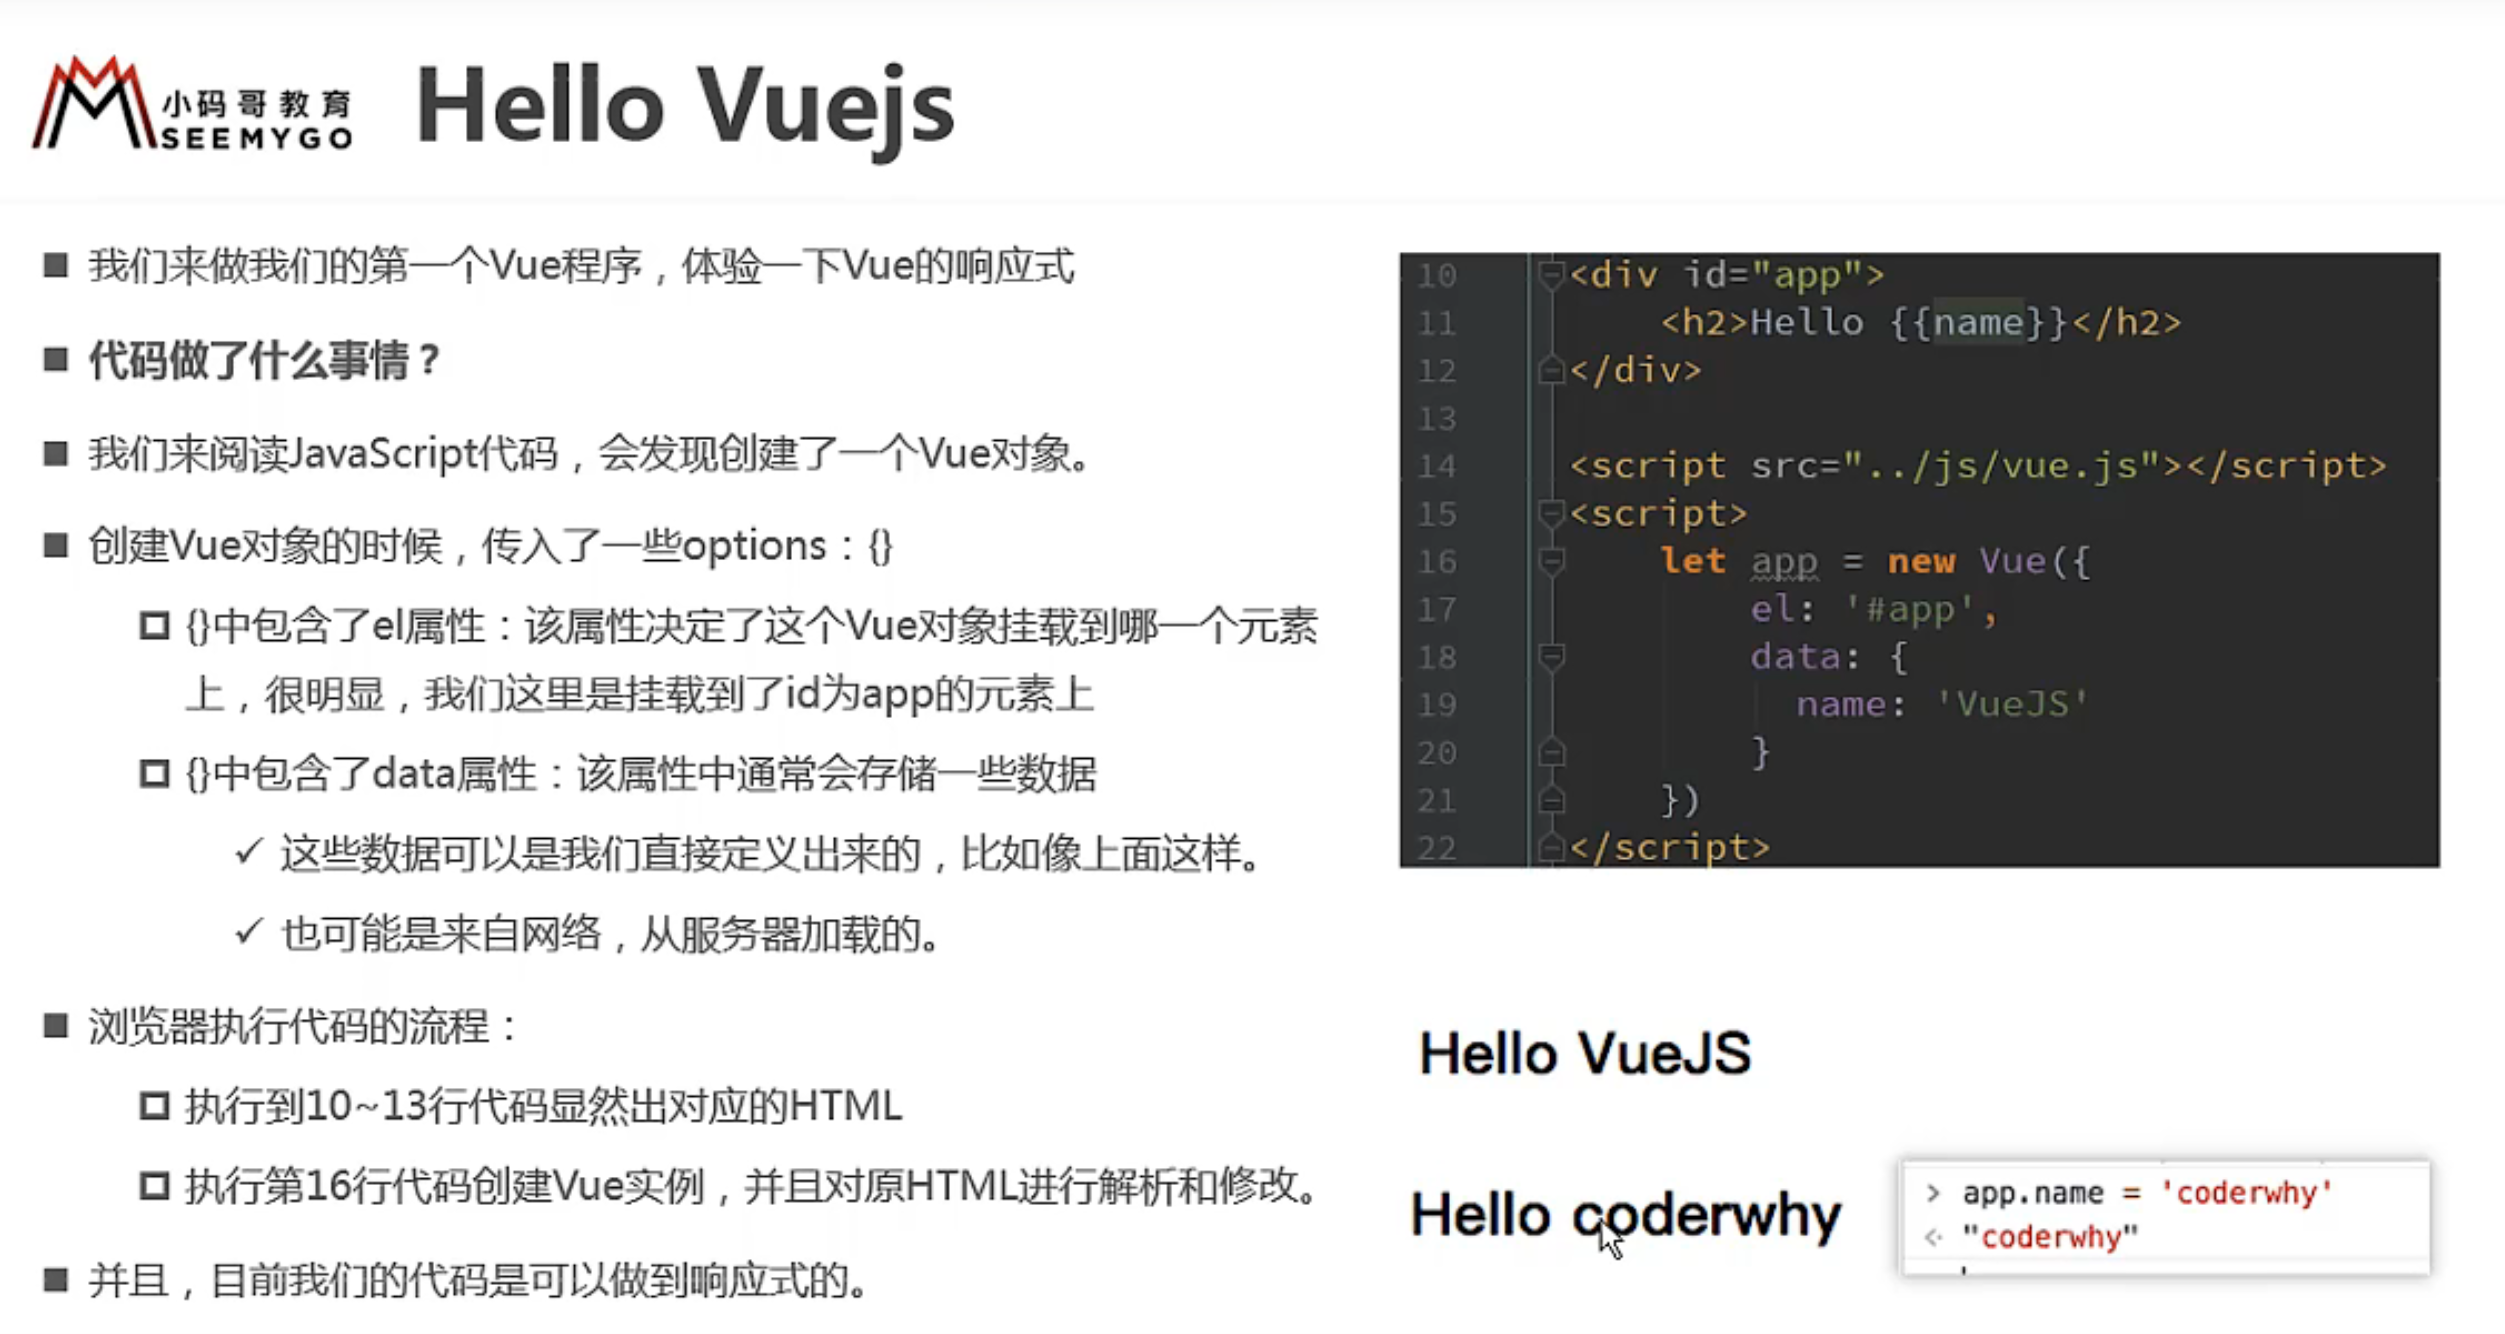 小码哥教育
SEEMYGO
Hello Vuejs
我们来做我们的第一个Vue程序，体验一下Vue的响应式
代码做了什么事情？
我们来阅读JavaScript代码，会发现创建了一个Vue对象。
创建Vue对象的时候，传入了一些options：{}
{}中包含了el属性：该属性决定了这个Vue对象挂载到哪一个元素
上，很明显，我们这里是挂载到了id为app的元素上
{}中包含了data属性：该属性中通常会存储一些数据
✓ 这些数据可以是我们直接定义出来的，比如像上面这样。
✓ 也可能是来自网络，从服务器加载的。
浏览器执行代码的流程：
执行到10~13行代码显然出对应的HTML
执行第16行代码创建Vue实例，并且对原HTML进行解析和修改。
并且，目前我们的代码是可以做到响应式的。
10 <div id="app">
11 <h2>Hello {{name}}</h2>
12 </div>
13
14 <script src="../js/vue.js"></script>
15 <script>
16 let app = new Vue({
17 el: '#app',
18 data: {
19 name: 'VueJS'
20 }
21 })
22 </script>
Hello VueJS
Hello coderwhy
> app.name = 'coderwhy'
"coderwhy"